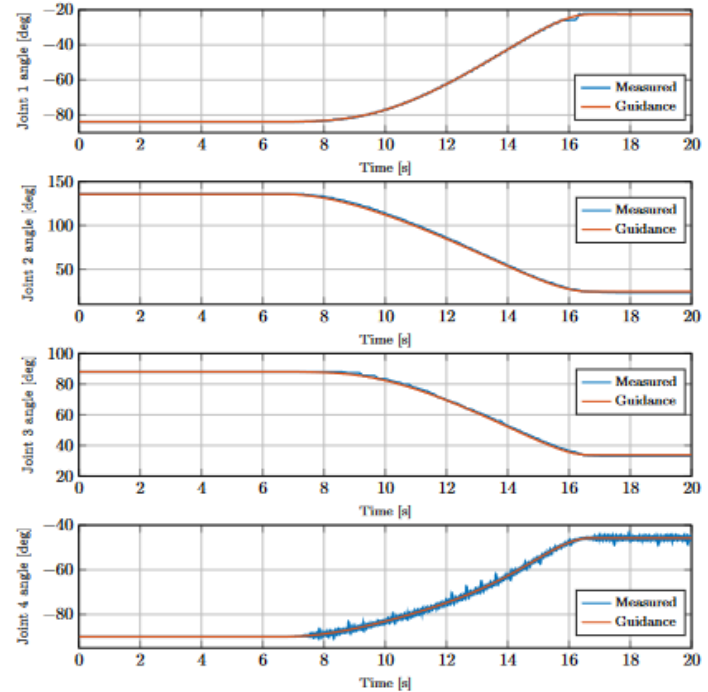 Joint 1 angle [deg]
−20
−40
−60
−80
Measured
Guidance
0 2 4 6 8 10 12 14 16 18 20
Time [s]
Joint 2 angle [deg]
150
100
50
Measured
Guidance
0 2 4 6 8 10 12 14 16 18 20
Time [s]
Joint 3 angle [deg]
100
80
60
40
20
Measured
Guidance
0 2 4 6 8 10 12 14 16 18 20
Time [s]
Joint 4 angle [deg]
−40
−60
−80
Measured
Guidance
0 2 4 6 8 10 12 14 16 18 20
Time [s]